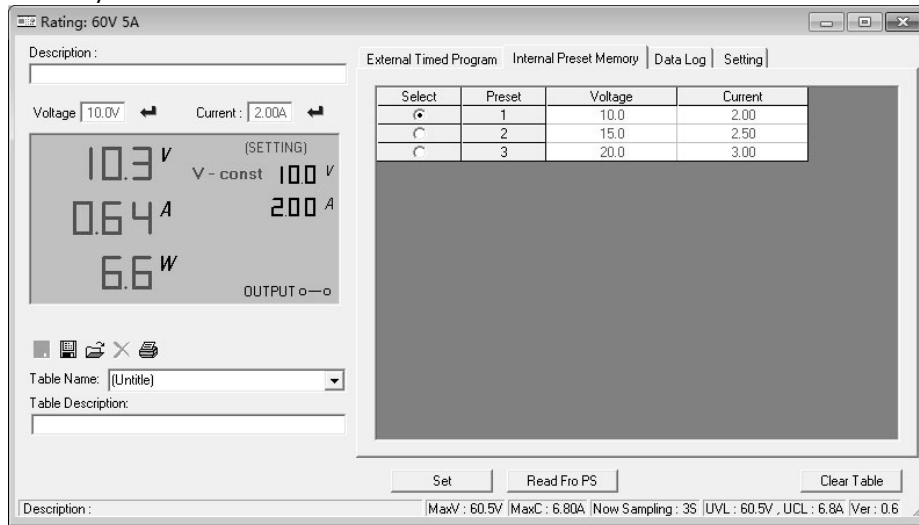 Rating: 60V 5A
Description :
Voltage 10.0V Current : 2.00A
10.3 V (SETTING)
V - const 10.0 V
0.64 A 2.00 A
6.6 W
OUTPUT
Table Name: (Untitle)
Table Description:
External Timed Program Internal Preset Memory Data Log Setting
Select Preset Voltage Current
1 10.0 2.00
2 15.0 2.50
3 20.0 3.00
Set Read Fro PS Clear Table
Description : MaxV : 60.5V MaxC : 6.80A Now Sampling : 3S UVL : 60.5V , UCL : 6.8A Ver : 0.6